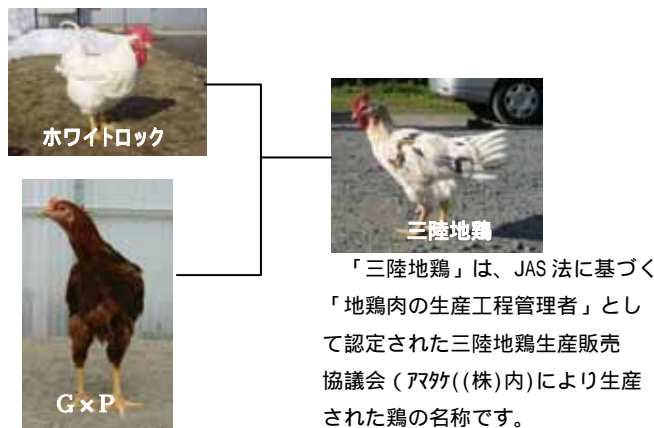 ホワイトロック
三陸地鶏
G×P
「三陸地鶏」は、JAS法に基づく
「地鶏肉の生産工程管理者」とし
て認定された三陸地鶏生産販売
協議会（ｱﾏﾀｹ((株)内)により生産
された鶏の名称です。